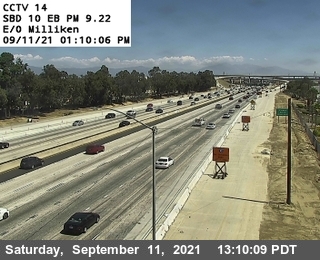 CCTV 14
SBD 10 EB PM 9.22
E/O Milliken
09/11/21 01:10:06 PM
Saturday, September 11, 2021 13:10:09 PDT